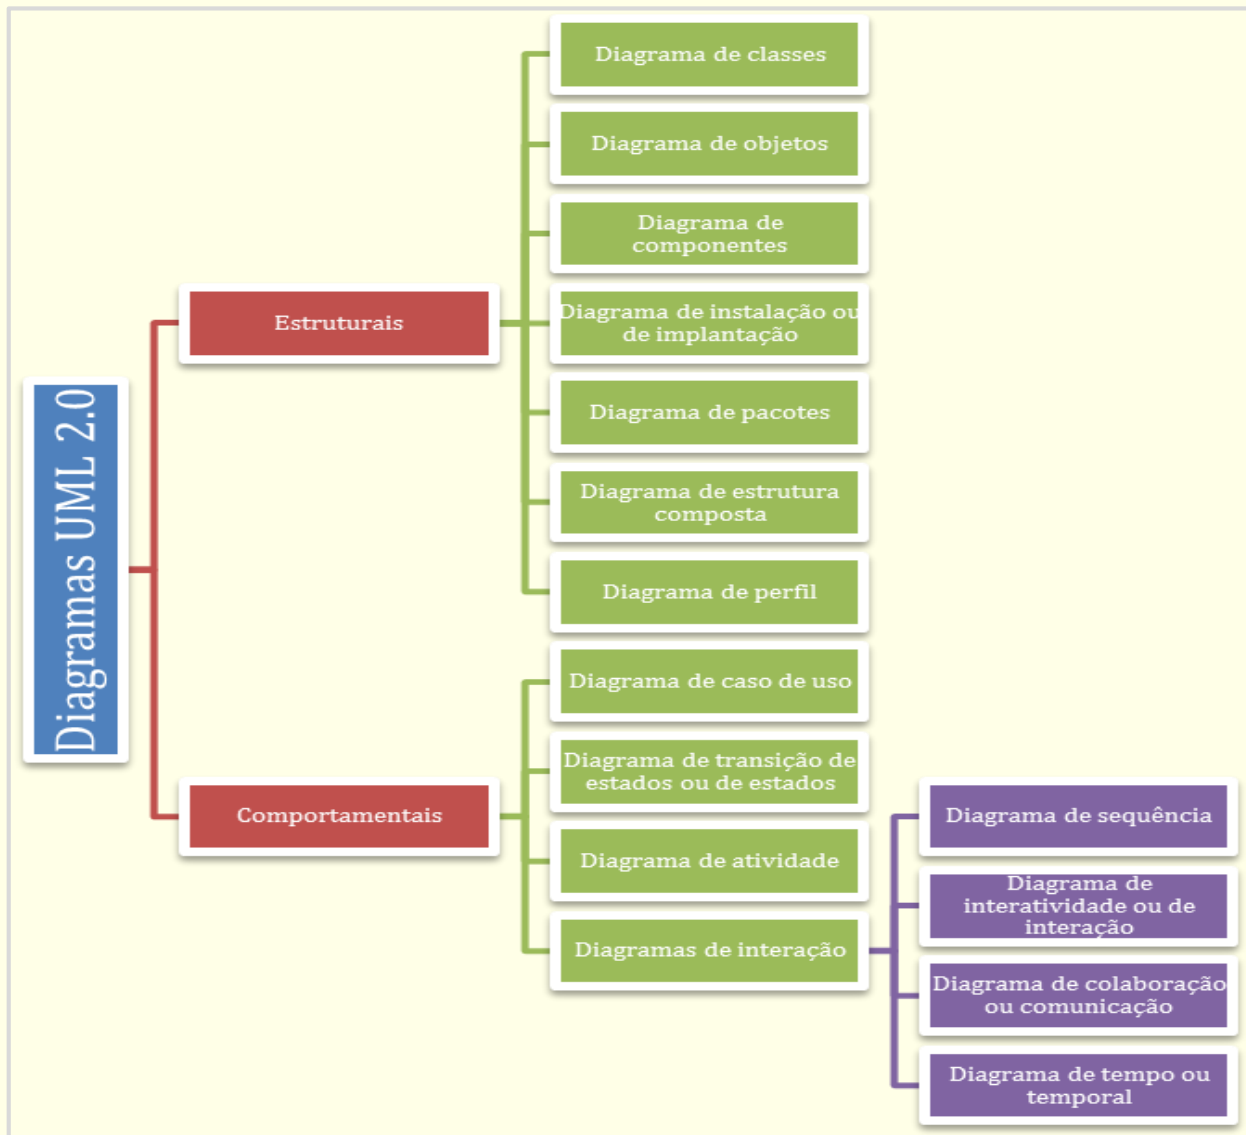 Diagramas UML 2.0
Estruturais
Diagrama de classes
Diagrama de objetos
Diagrama de
componentes
Diagrama de instalação ou
de implantação
Diagrama de pacotes
Diagrama de estrutura
composta
Diagrama de perfil
Comportamentais
Diagrama de caso de uso
Diagrama de transição de
estados ou de estados
Diagrama de atividade
Diagramas de interação
Diagrama de sequência
Diagrama de
interatividade ou de
interação
Diagrama de colaboração
ou comunicação
Diagrama de tempo ou
temporal